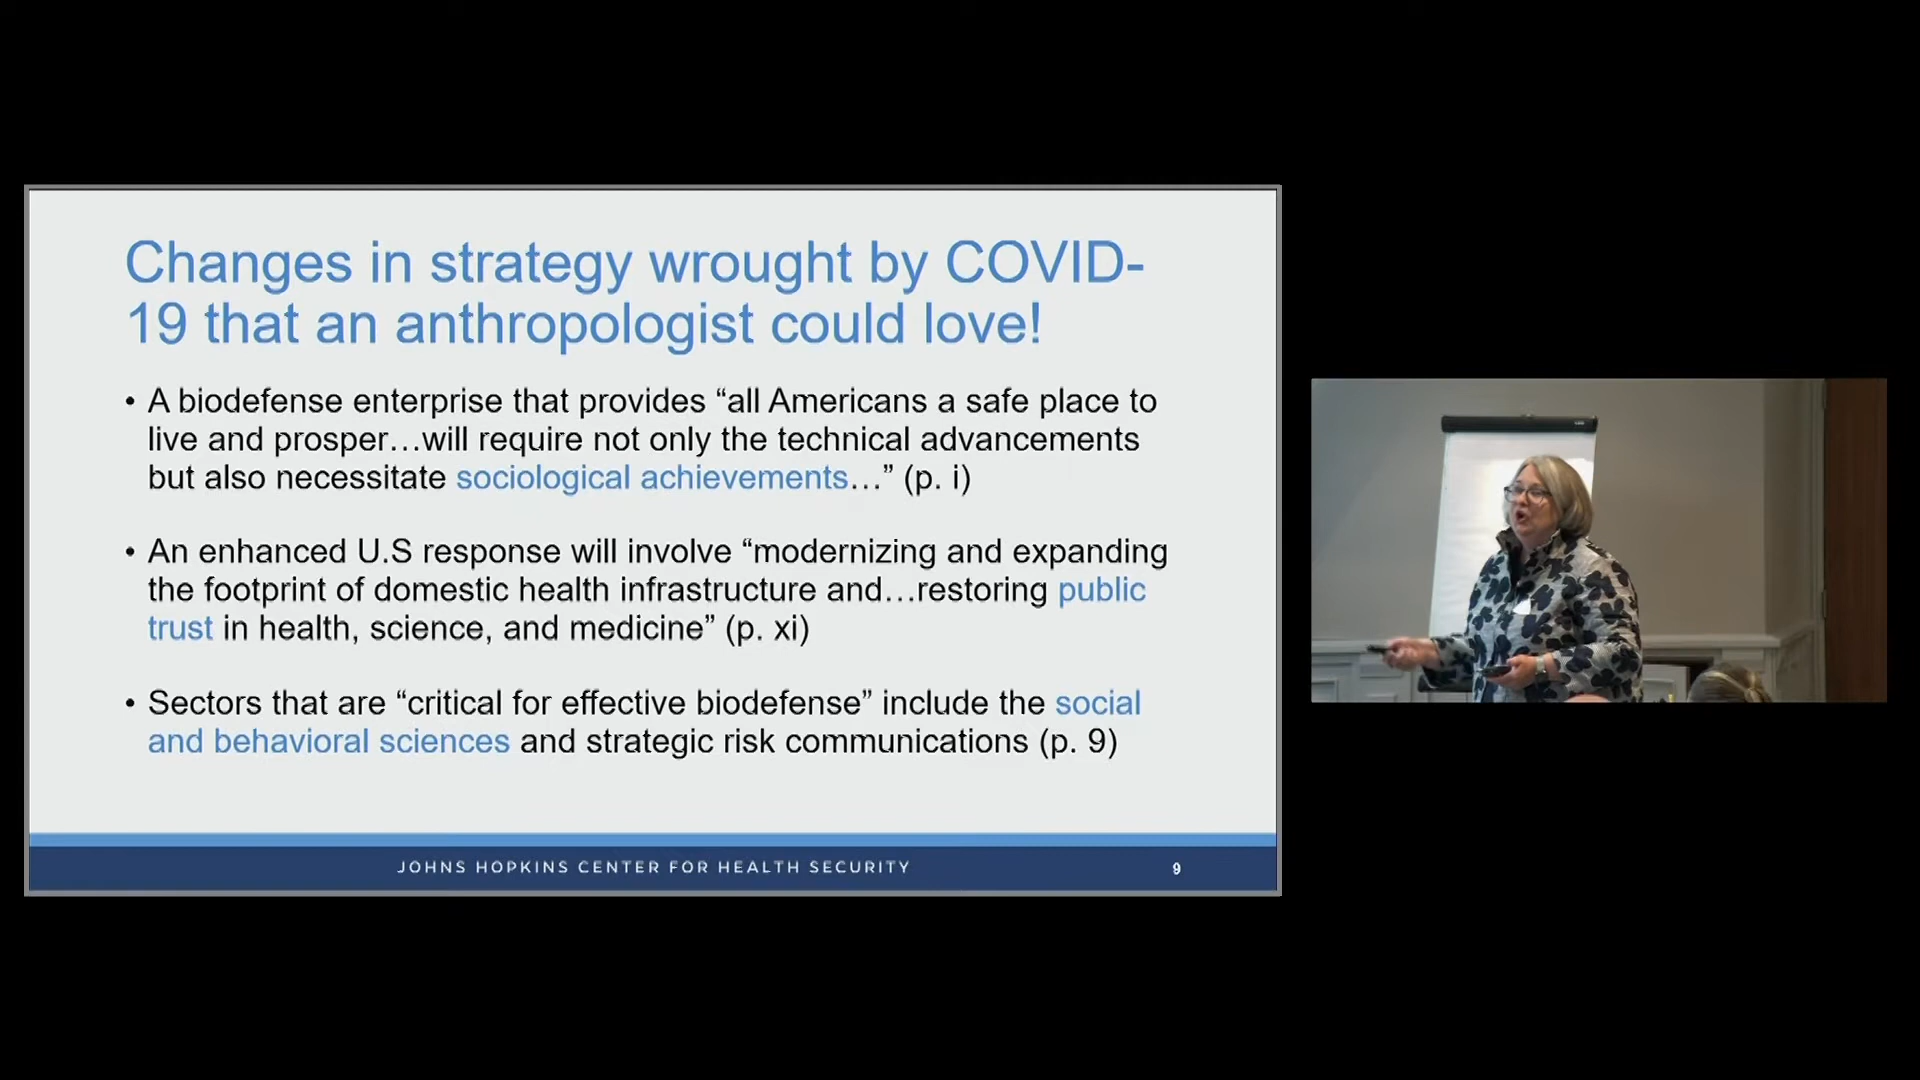 Changes in strategy wrought by COVID-
19 that an anthropologist could love!
• A biodefense enterprise that provides “all Americans a safe place to
live and prosper…will require not only the technical advancements
but also necessitate sociological achievements…” (p. i)
• An enhanced U.S response will involve “modernizing and expanding
the footprint of domestic health infrastructure and…restoring public
trust in health, science, and medicine” (p. xi)
• Sectors that are “critical for effective biodefense” include the social
and behavioral sciences and strategic risk communications (p. 9)
JOHNS HOPKINS CENTER FOR HEALTH SECURITY
9